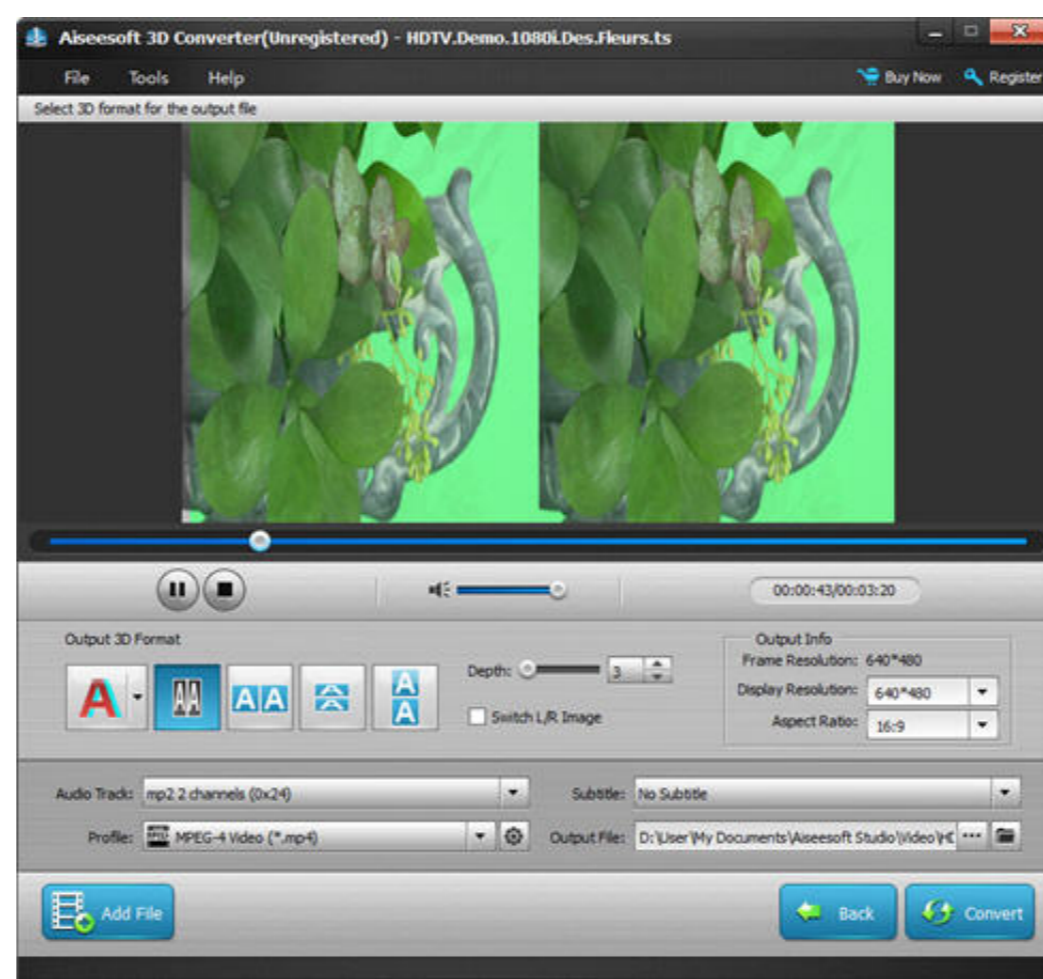 Aiseesoft 3D Converter(Unregistered) - HDTV.Demo.1080i.Des.Fleurs.ts
File Tools Help Buy Now Register
Select 3D format for the output file
00:00:43/00:03:20
Output 3D Format
Output Info
Frame Resolution: 640*480
Depth: 3
Display Resolution: 640*480
A AA AA A A A A
Switch L/R Image
Aspect Ratio: 16:9
Audio Track: mp2 2 channels (0x24) Subtitle: No Subtitle
Profile: MPEG-4 Video (*.mp4) Output File: D:\User\My Documents\Aiseesoft Studio\Video\
Add File Back Convert